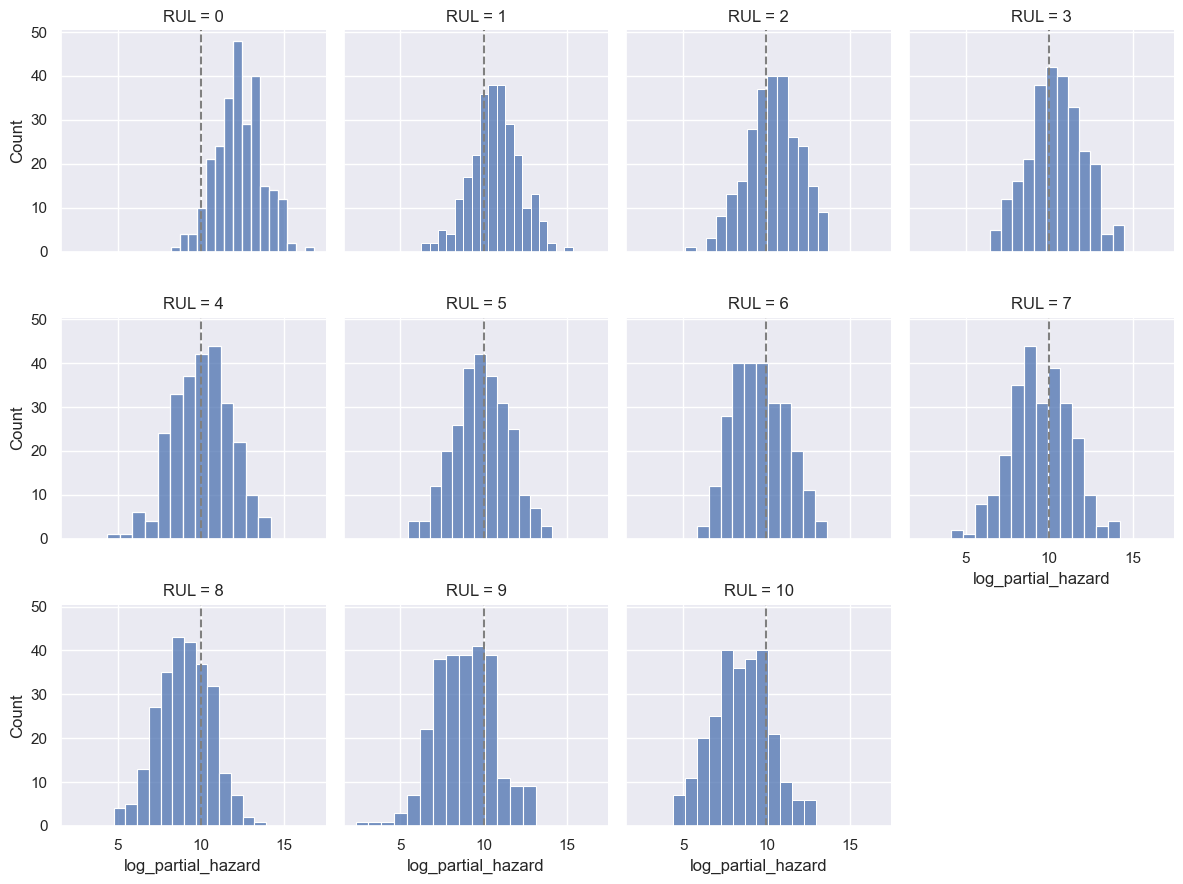 RUL = 0
RUL = 1
RUL = 2
RUL = 3
50
40
30
20
10
0
Count
RUL = 4
RUL = 5
RUL = 6
RUL = 7
50
40
30
20
10
0
Count
5
10
15
log_partial_hazard
RUL = 8
RUL = 9
RUL = 10
50
40
30
20
10
0
Count
5
10
15
5
10
15
5
10
15
log_partial_hazard
log_partial_hazard
log_partial_hazard